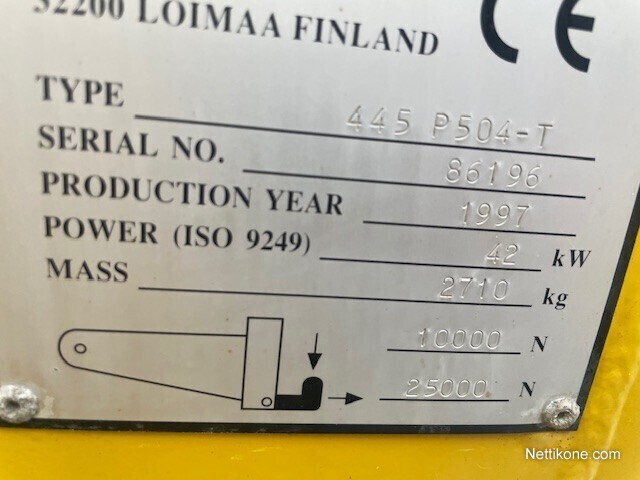 32200 LOIMAA FINLAND
CE
TYPE 445 P504-T
SERIAL NO. 86196
PRODUCTION YEAR 1997
POWER (ISO 9249) 42 kW
MASS 2710 kg
10000 N
25000 N
Nettikone.com